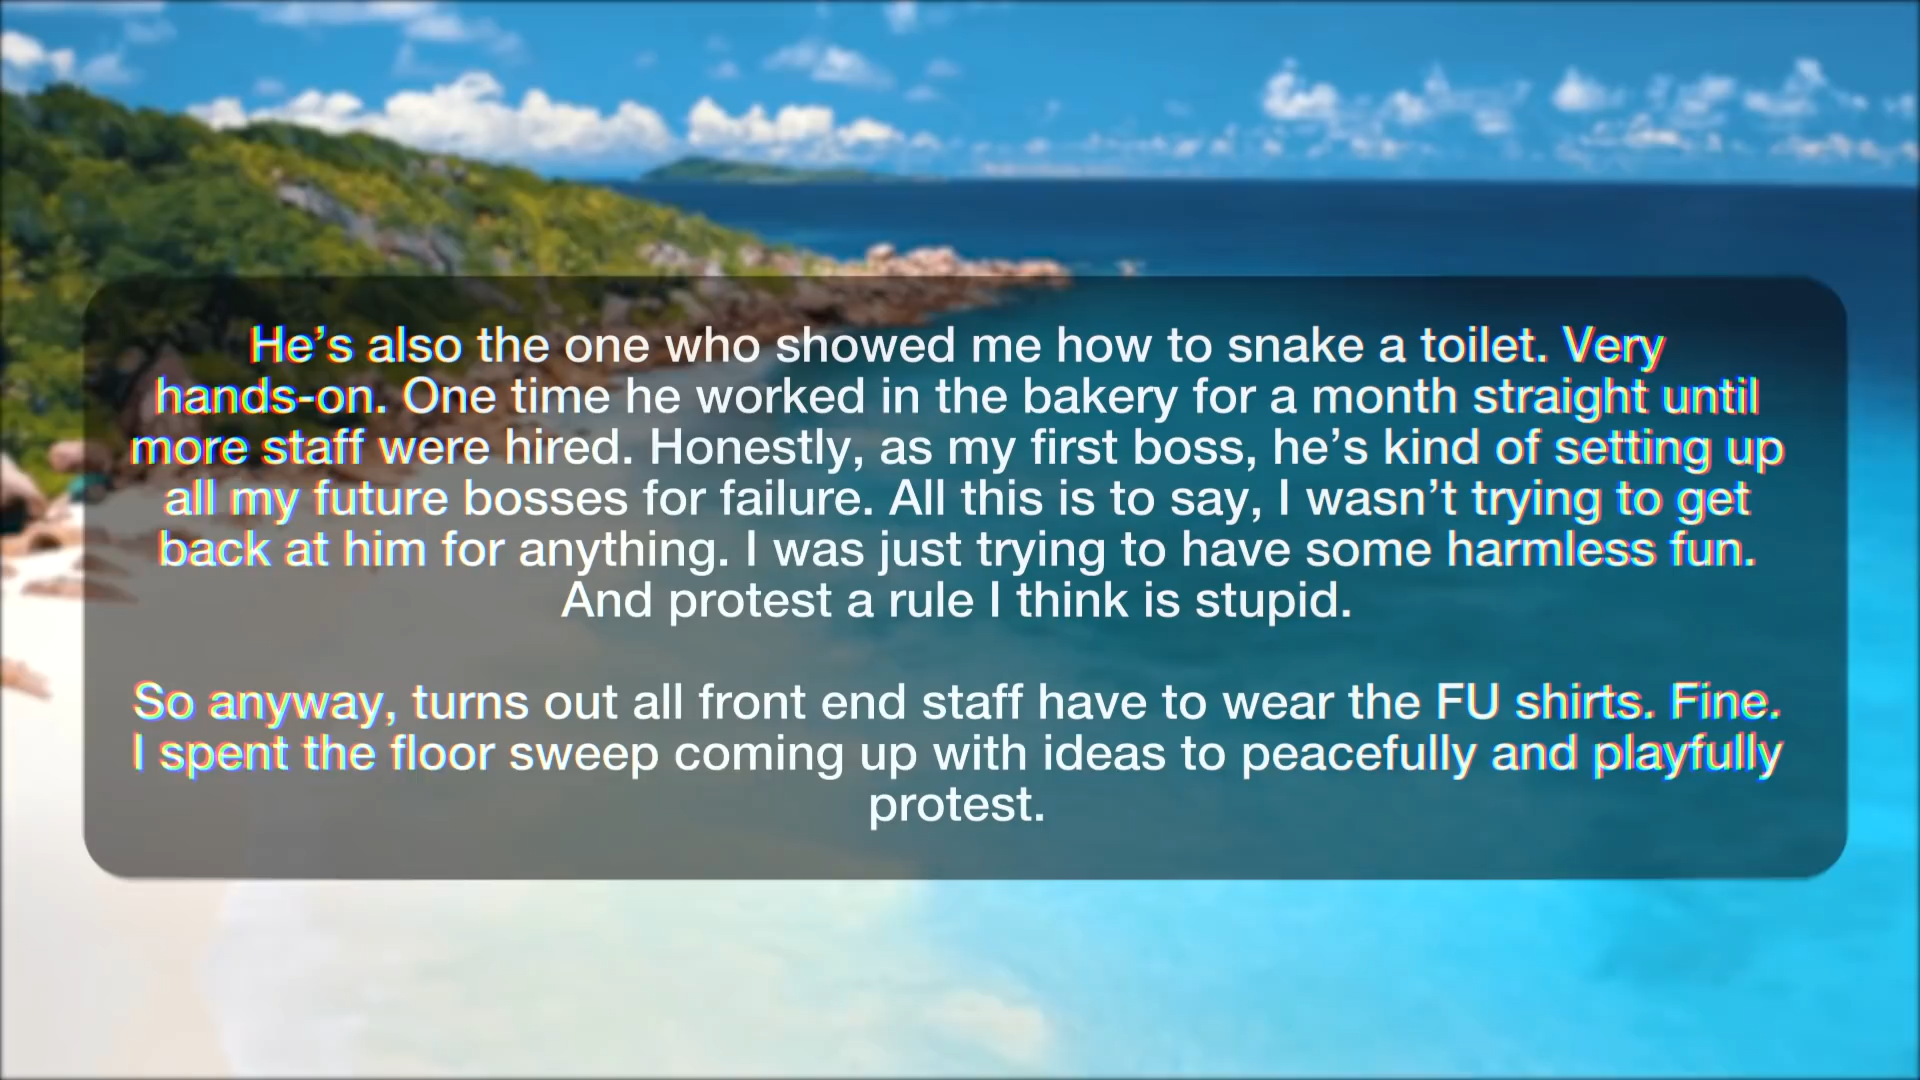 He’s also the one who showed me how to snake a toilet. Very
hands-on. One time he worked in the bakery for a month straight until
more staff were hired. Honestly, as my first boss, he’s kind of setting up
all my future bosses for failure. All this is to say, I wasn’t trying to get
back at him for anything. I was just trying to have some harmless fun.
And protest a rule I think is stupid.
So anyway, turns out all front end staff have to wear the FU shirts. Fine.
I spent the floor sweep coming up with ideas to peacefully and playfully
protest.